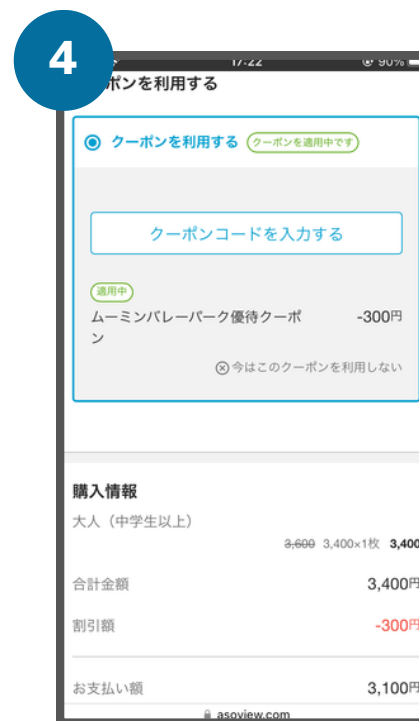 4
17:22 90%
ポンを利用する
クーポンを利用する クーポンを適用中です
クーポンコードを入力する
適用中
ムーミンバレーパーク優待クーポ -300円
ン
今はこのクーポンを利用しない
購入情報
大人（中学生以上）
3,600 3,400×1枚 3,400
合計金額 3,400円
割引額 -300円
お支払い額 3,100円
asoview.com